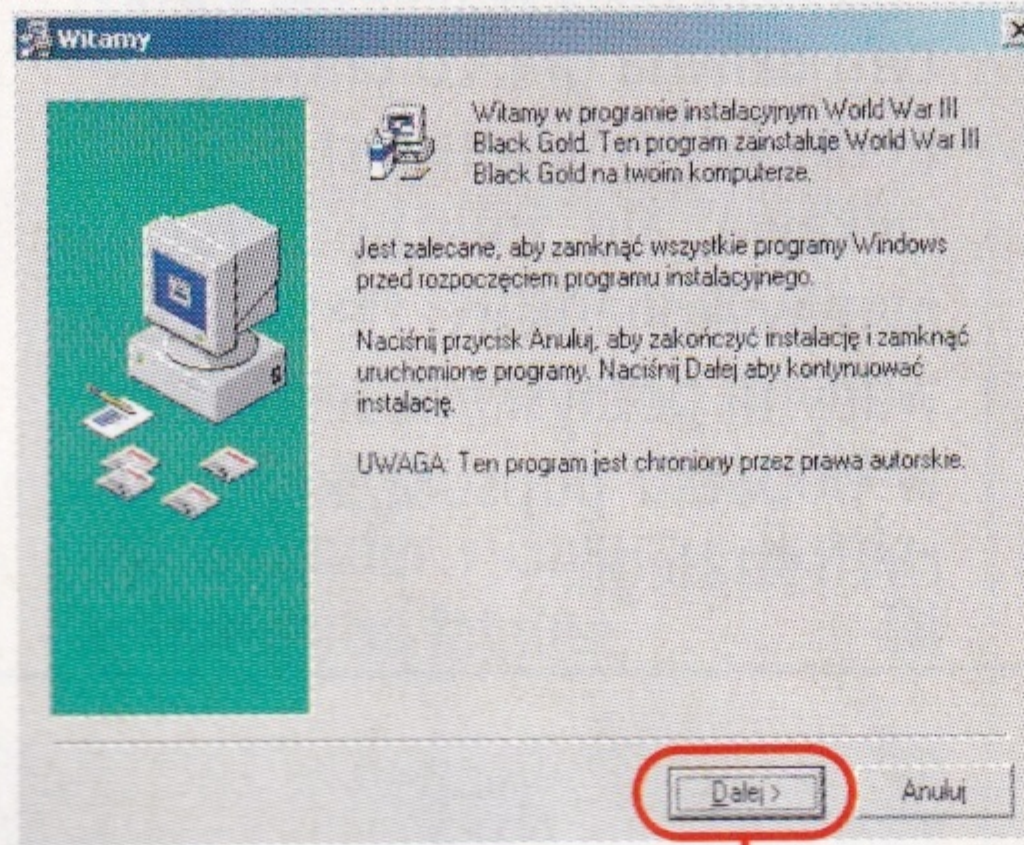 Witamy
Witamy w programie instalacyjnym World War III
Black Gold. Ten program zainstaluje World War III
Black Gold na twoim komputerze.
Jest zalecane, aby zamknąć wszystkie programy Windows
przed rozpoczęciem programu instalacyjnego.
Naciśnij przycisk Anuluj, aby zakończyć instalację i zamknąć
uruchomione programy. Naciśnij Dalej aby kontynuować
instalację.
UWAGA: Ten program jest chroniony przez prawa autorskie.
Dalej >
Anuluj